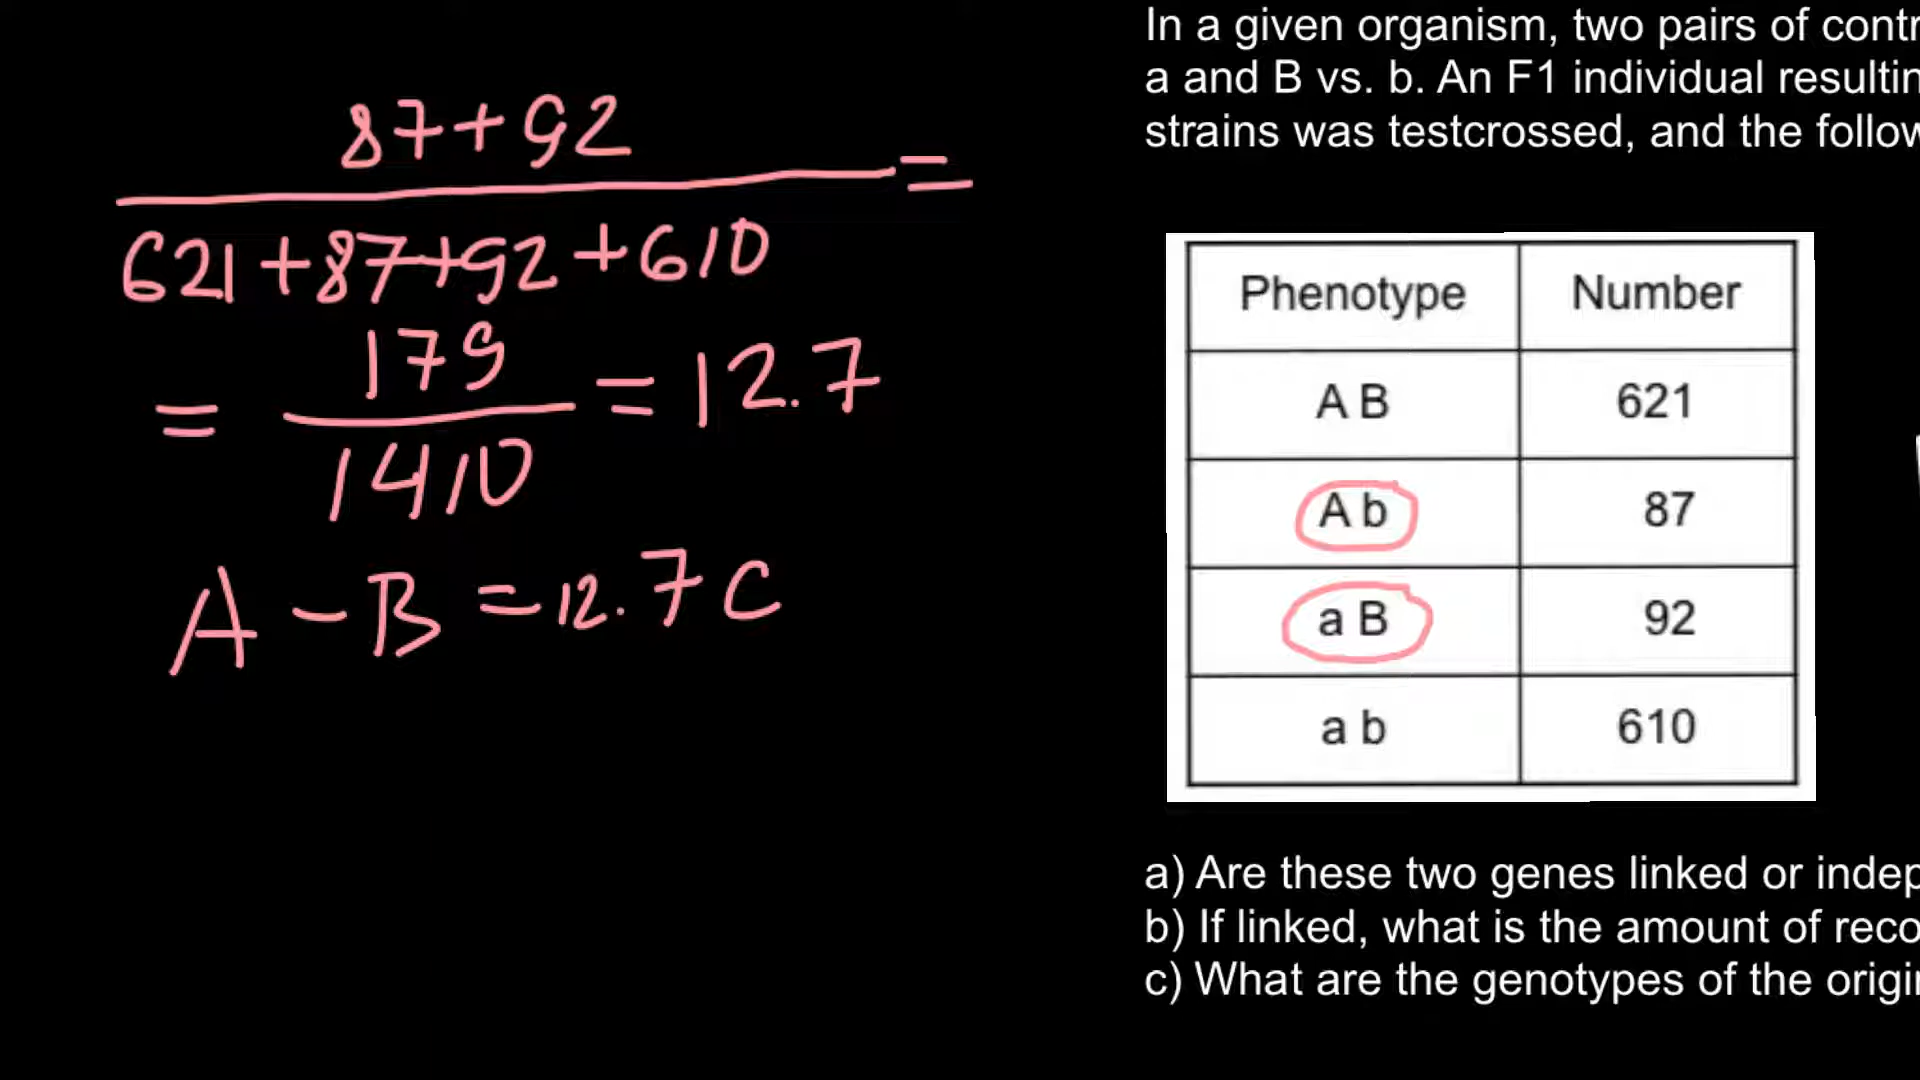 87+92
=
621+87+92+610
= 179 = 12.7
1410
A - B = 12.7 C
In a given organism, two pairs of contr
a and B vs. b. An F1 individual resultin
strains was testcrossed, and the follow
Phenotype Number
A B 621
A b 87
a B 92
a b 610
a) Are these two genes linked or indep
b) If linked, what is the amount of reco
c) What are the genotypes of the origin